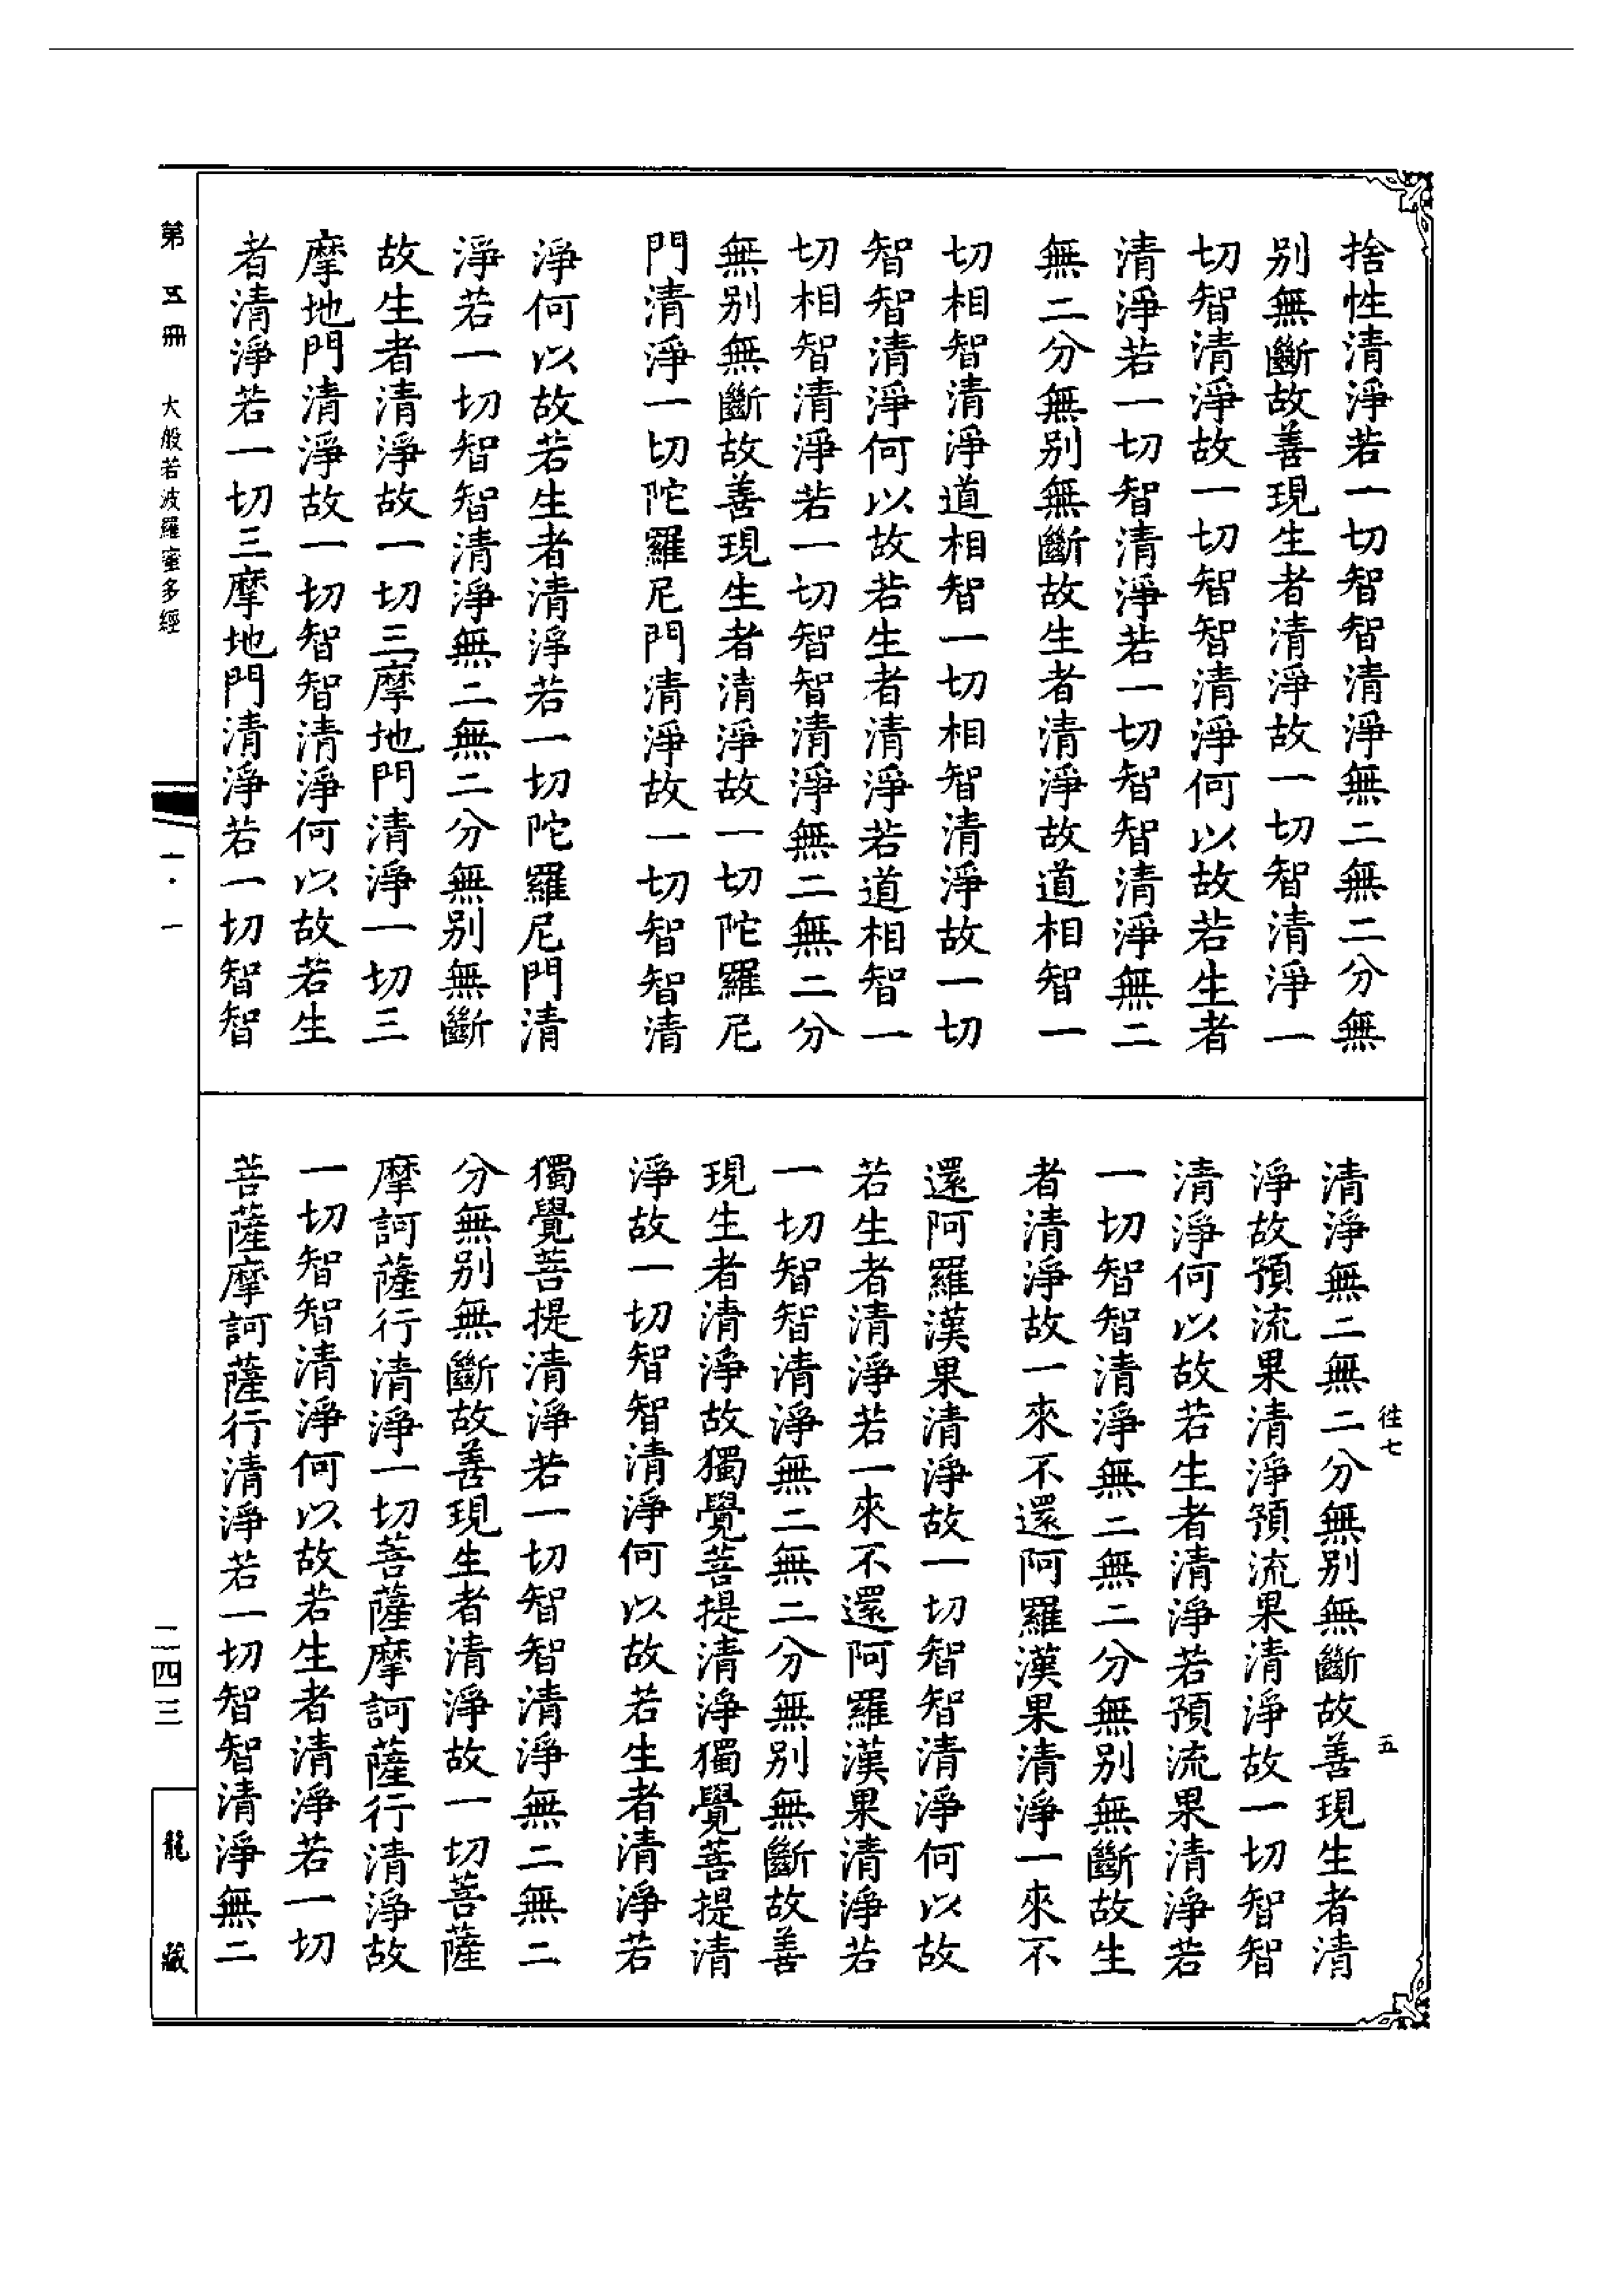 捨性清淨若一切智智清淨無二無二分無
别無斷故善現生者清淨故一切智清淨一
切智清淨故一切智智清淨何以故若生者
清淨若一切智清淨若一切智智清淨無二
無二分無别無斷故生者清淨故道相智一
切相智清淨道相智一切相智清淨故一切
智智清淨何以故若生者清淨若道相智一
切相智清淨若一切智智清淨無二無二分
無别無斷故善現生者清淨故一切陀羅尼
門清淨一切陀羅尼門清淨故一切智智清
淨何以故若生者清淨若一切陀羅尼門清
淨若一切智智清淨無二無二分無别無斷
故生者清淨故一切三摩地門清淨一切三
摩地門清淨故一切智智清淨何以故若生
者清淨若一切三摩地門清淨若一切智智
清淨無二無二分無别無斷故善現生者清
淨故預流果清淨預流果清淨故一切智智
清淨何以故若生者清淨若預流果清淨若
一切智智清淨無二無二分無别無斷故生
者清淨故一來不還阿羅漢果清淨一來不
還阿羅漢果清淨故一切智智清淨何以故
若生者清淨若一來不還阿羅漢果清淨若
一切智智清淨無二無二分無别無斷故善
現生者清淨故獨覺菩提清淨獨覺菩提清
淨故一切智智清淨何以故若生者清淨若
獨覺菩提清淨若一切智智清淨無二無二
分無别無斷故善現生者清淨故一切菩薩
摩訶薩行清淨一切菩薩摩訶薩行清淨故
一切智智清淨何以故若生者清淨若一切
菩薩摩訶薩行清淨若一切智智清淨無二
徃七 五
第五冊 大般若波羅蜜多經
一·一
二四三
龍藏